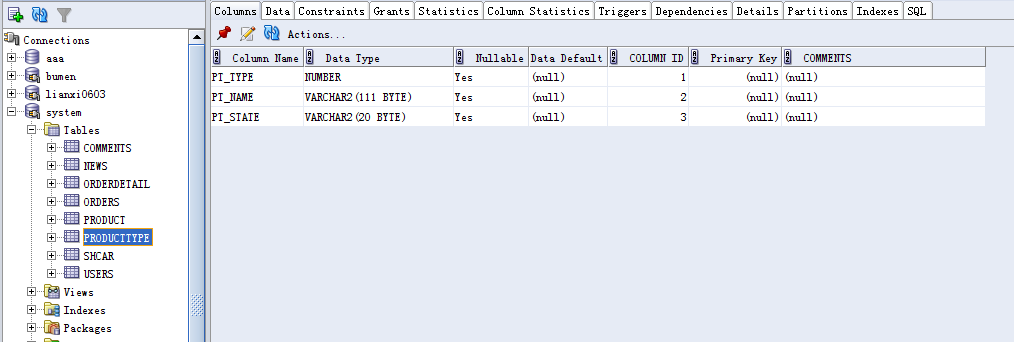 Connections
aaa
bumen
lianxi0603
system
Tables
COMMENTS
NEWS
ORDERDETAIL
ORDERS
PRODUCT
PRODUCTTYPE
SHCAR
USERS
Views
Indexes
Packages
Columns Data Constraints Grants Statistics Column Statistics Triggers Dependencies Details Partitions Indexes SQL
Actions...
Column Name Data Type Nullable Data Default COLUMN ID Primary Key COMMENTS
PT_TYPE NUMBER Yes (null) 1 (null) (null)
PT_NAME VARCHAR2(111 BYTE) Yes (null) 2 (null) (null)
PT_STATE VARCHAR2(20 BYTE) Yes (null) 3 (null) (null)